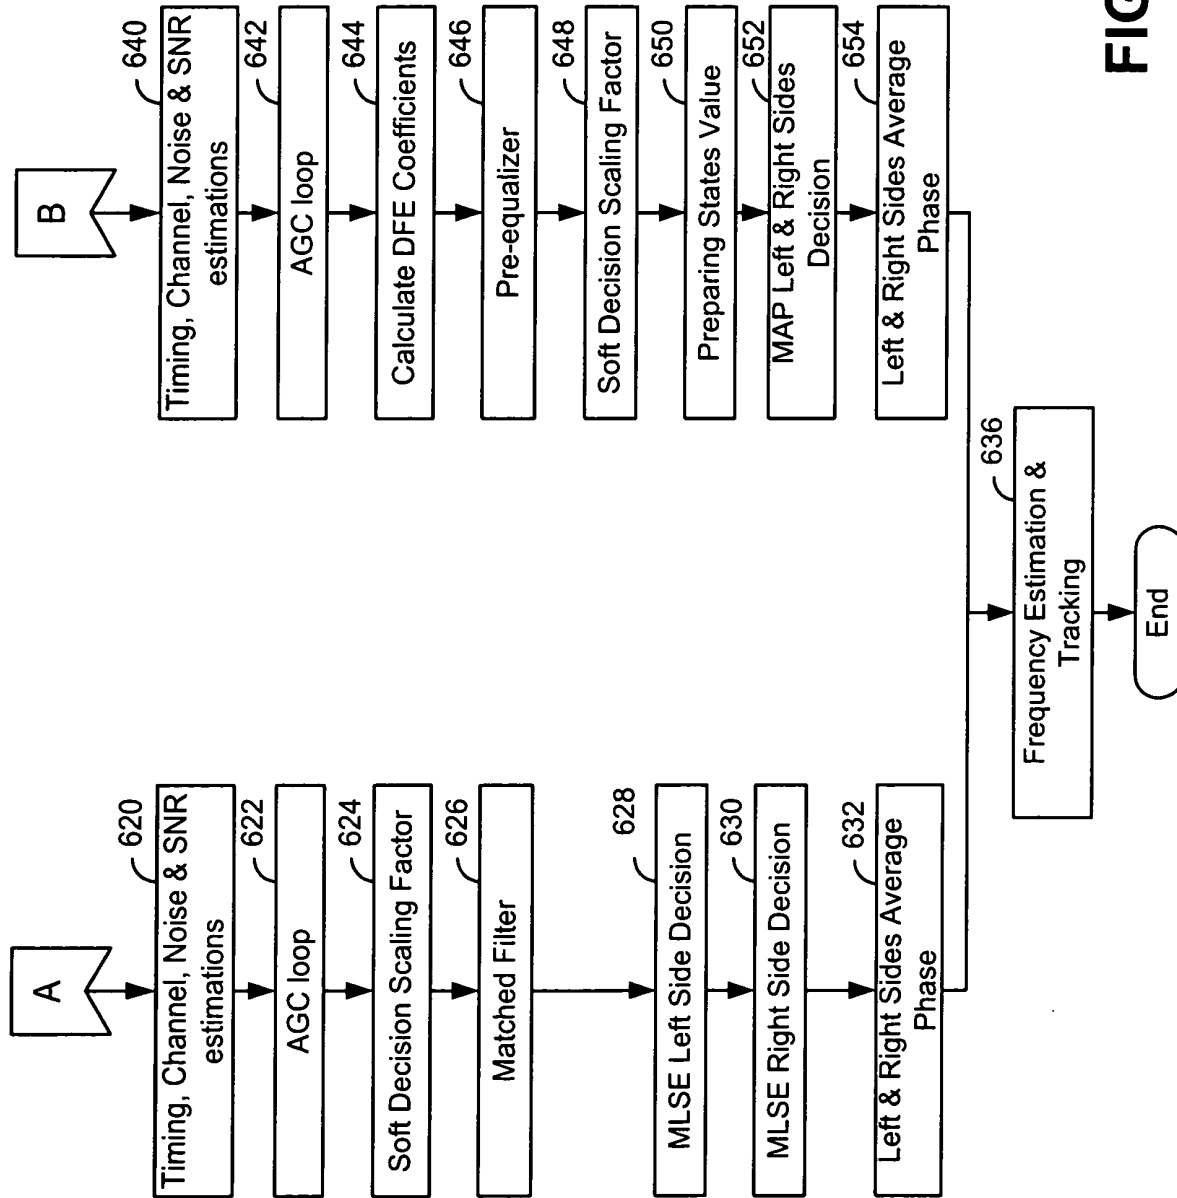 A
620
Timing, Channel, Noise & SNR
estimations
622
AGC loop
624
Soft Decision Scaling Factor
626
Matched Filter
628
MLSE Left Side Decision
630
MLSE Right Side Decision
632
Left & Right Sides Average
Phase
B
640
Timing, Channel, Noise & SNR
estimations
642
AGC loop
644
Calculate DFE Coefficients
646
Pre-equalizer
648
Soft Decision Scaling Factor
650
Preparing States Value
652
MAP Left & Right Sides
Decision
654
Left & Right Sides Average
Phase
636
Frequency Estimation &
Tracking
End
FIG